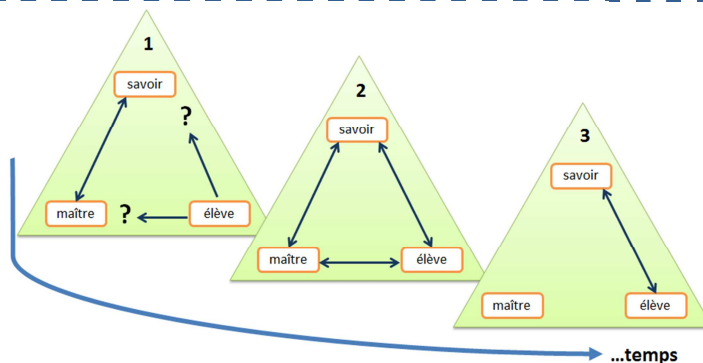 1
savoir
?
maître
?
élève
2
savoir
maître
élève
3
savoir
maître
élève
...temps